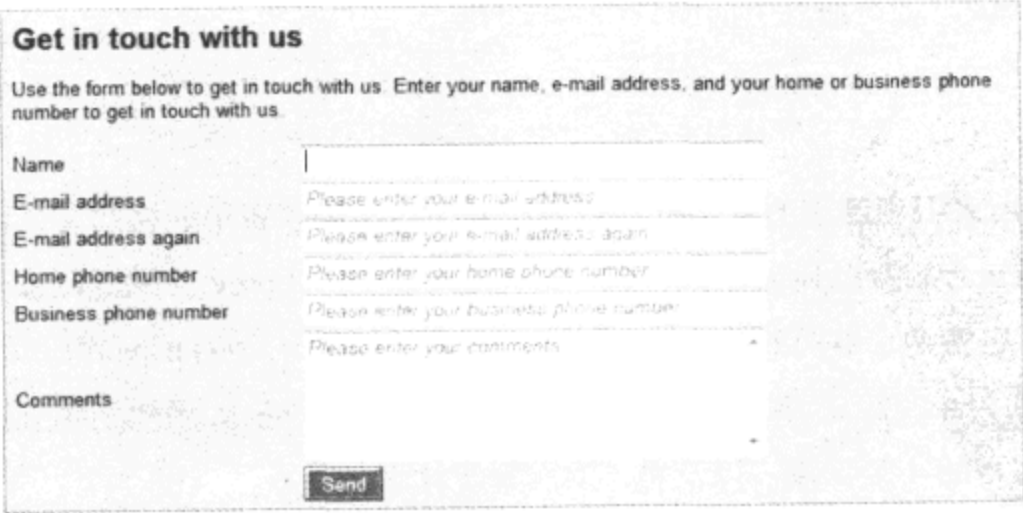 Get in touch with us
Use the form below to get in touch with us. Enter your name, e-mail address, and your home or business phone
number to get in touch with us.
Name
E-mail address Please enter your e-mail address
E-mail address again Please enter your e-mail address again
Home phone number Please enter your home phone number
Business phone number Please enter your business phone number
Please enter your comments
Comments
Send